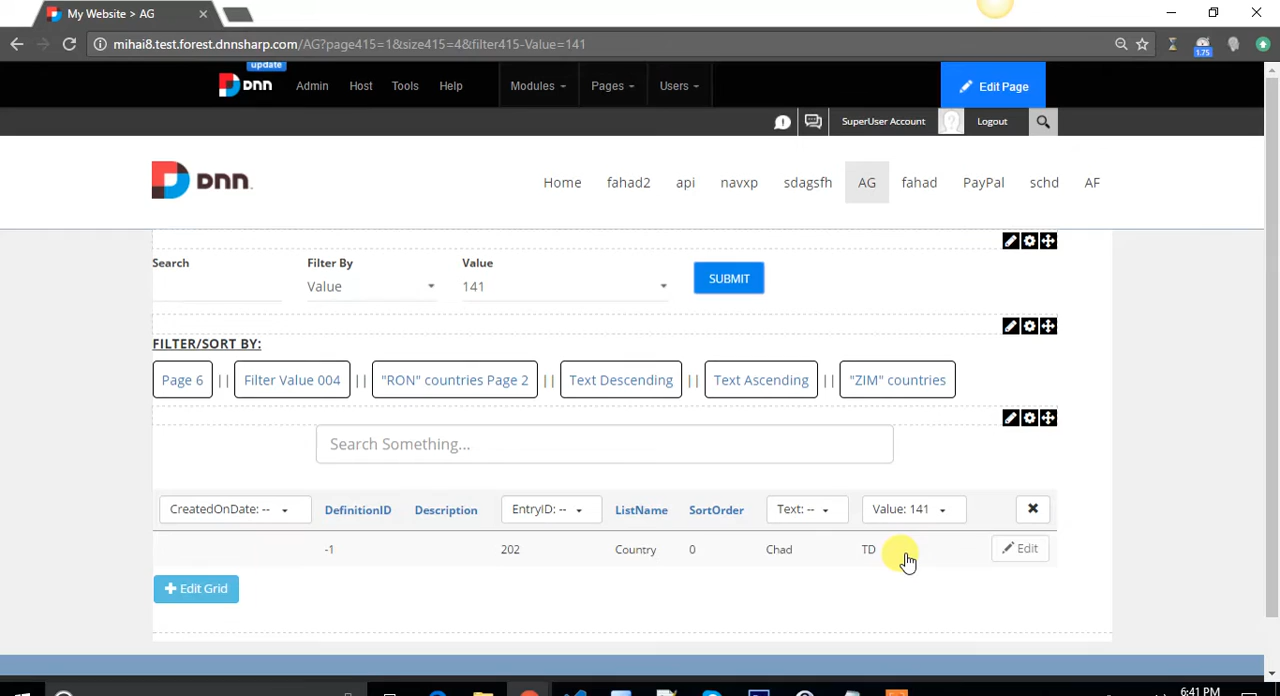 My Website > AG
mihai8.test.forest.dnnsharp.com/AG?page415=1&size415=4&filter415-Value=141
1.75
update
DNN Admin Host Tools Help Modules Pages Users Edit Page
SuperUser Account Logout
DNN Home fahad2 api navxp sdagsfh AG fahad PayPal schd AF
Search Filter By Value
Value 141 SUBMIT
FILTER/SORT BY:
Page 6 || Filter Value 004 || "RON" countries Page 2 || Text Descending || Text Ascending || "ZIM" countries
Search Something...
CreatedOnDate: -- DefinitionID Description EntryID: -- ListName SortOrder Text: -- Value: 141
-1 202 Country 0 Chad TD Edit
Edit Grid
6:41 PM